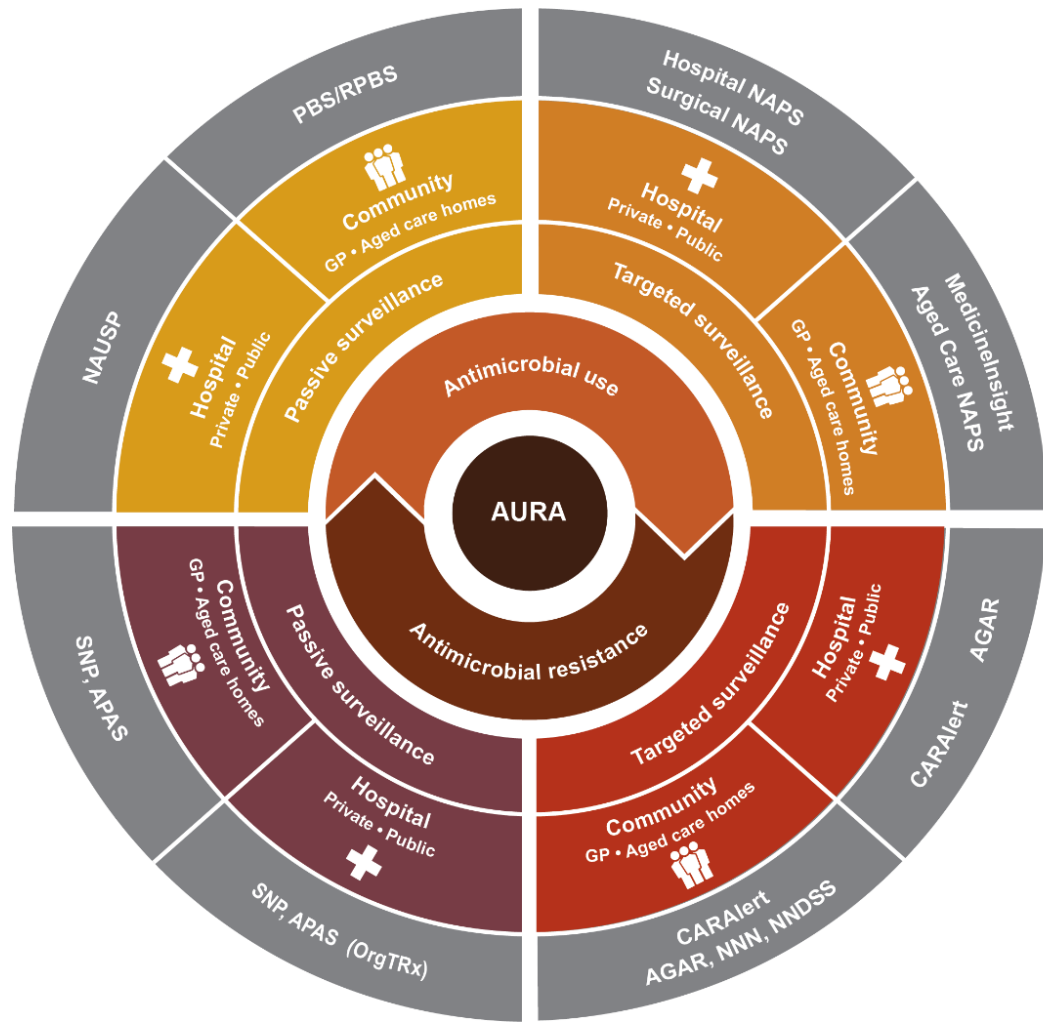 PBS/RPBS
Community
GP • Aged care homes
NAUSP
Hospital
Private • Public
Passive surveillance
Hospital NAPS
Surgical NAPS
Hospital
Private • Public
Targeted surveillance
MedicineInsight
Aged Care NAPS
Community
GP • Aged care homes
Antimicrobial use
AURA
Antimicrobial resistance
SNP, APAS
Community
GP • Aged care homes
Passive surveillance
Hospital
Private • Public
SNP, APAS (OrgTRx)
AGAR
CARAlert
Hospital
Private • Public
Targeted surveillance
Community
GP • Aged care homes
CARAlert
AGAR, NNN, NNDSS